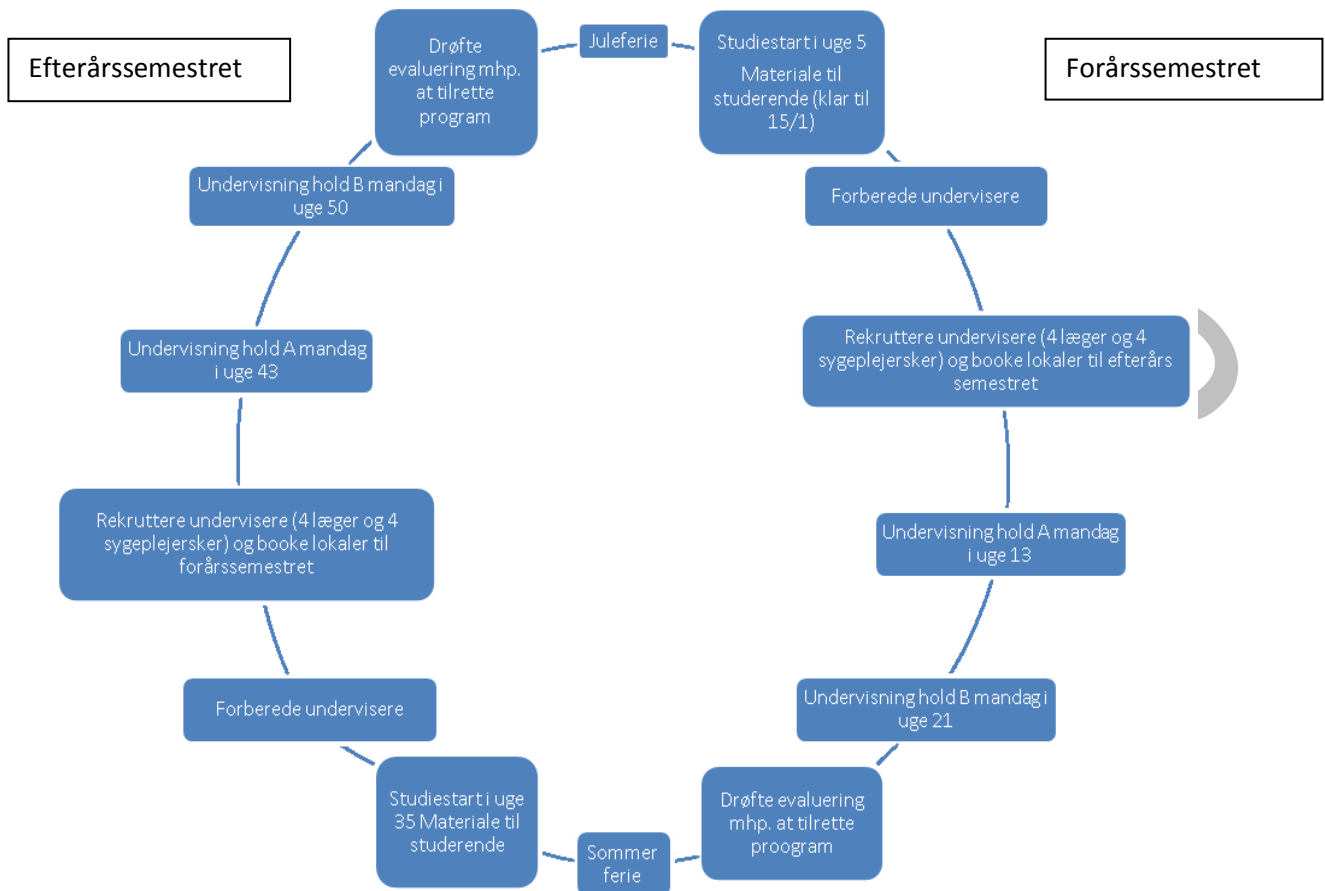 Efterårssemestret
Forårssemestret
Juleferie
Studiestart i uge 5
Materiale til
studerende (klar til
15/1)
Forberede undervisere
Rekruttere undervisere (4 læger og 4
sygeplejersker) og booke lokaler til efterårs
semestret
Undervisning hold A mandag
i uge 13
Undervisning hold B mandag i
uge 21
Drøfte evaluering
mhp. at tilrette
proogram
Sommer
ferie
Studiestart i uge
35 Materiale til
studerende
Forberede undervisere
Rekruttere undervisere (4 læger og 4
sygeplejersker) og booke lokaler til
forårssemestret
Undervisning hold A mandag
i uge 43
Undervisning hold B mandag i
uge 50
Drøfte
evaluering mhp.
at tilrette
program